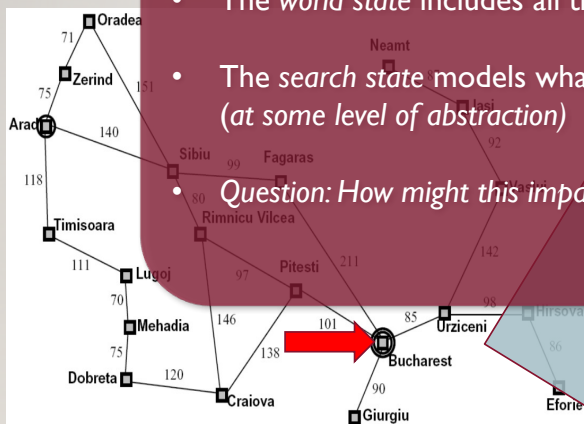 The world state includes all th
• The search state models wha
(at some level of abstraction)
• Question: How might this impa
Oradea
71
Neamt
Zerind
151
75
Iasi
Arad
140
92
Sibiu
99
Fagaras
118
80
Vaslui
Rimnicu Vilcea
Timisoara
142
111
211
Lugoj
97
Pitesti
70
98
146
101
85
Hirsova
Mehadia
Urziceni
75
138
86
Bucharest
Dobreta
120
90
Craiova
Eforie
Giurgiu